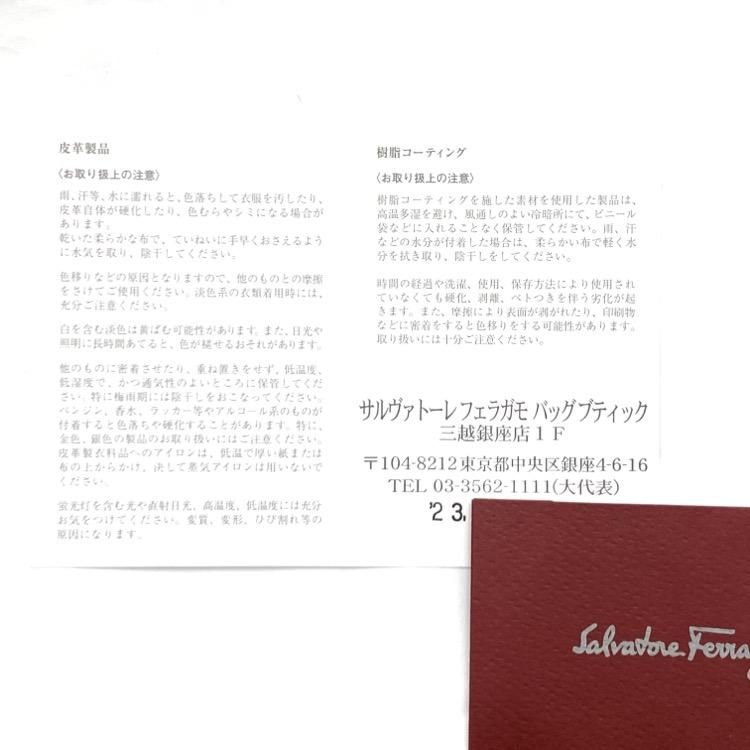 皮革製品
〈お取り扱上の注意〉
雨、汗等、水に濡れると、色落ちして衣服を汚したり、
皮革自体が硬化したり、色むらやシミになる場合が
あります。
乾いた柔らかな布で、ていねいに手早くおさえるよう
に水気を取り、陰干してください。
色移りなどの原因となりますので、他のものとの摩擦
をさけてご使用ください。淡色系の衣類着用時には、
充分ご注意ください。
白を含む淡色は黄ばむ可能性があります。また、日光や
照明に長時間あてると、色が褪せるおそれがあります。
他のものに密着させたり、重ね置きをせず、低温度、
低湿度で、かつ通気性のよいところに保管してくだ
さい。特に梅雨期には陰干しをおこなってください。
ベンジン、香水、ラッカー等やアルコール系のものが
付着すると色落ちや硬化することがあります。特に、
金色、銀色の製品のお取り扱いにはご注意ください。
皮革製衣料品へのアイロンは、低温で厚い紙または
布の上からかけ、決して蒸気アイロンは用いないで
ください。
蛍光灯を含む光や直射日光、高温度、低湿度には充分
お気をつけてください。変質、変形、ひび割れ等の
原因になります。
樹脂コーティング
〈お取り扱上の注意〉
樹脂コーティングを施した素材を使用した製品は、
高温多湿を避け、風通しのよい冷暗所にて、ビニール
袋などに入れることなく保管してください。雨、汗
などの水分が付着した場合は、柔らかい布で軽く水
分を拭き取り、陰干しをしてください。
時間の経過や洗濯、使用、保存方法により使用され
ていなくても硬化、剥離、ベトつきを伴う劣化が起
きます。また、摩擦により表面が剥がれたり、印刷物
などに密着をすると色移りをする可能性があります。
取り扱いには十分ご注意ください。
サルヴァトーレ フェラガモ バッグブティック
三越銀座店1F
〒104-8212 東京都中央区銀座4-6-16
TEL 03-3562-1111(大代表)
'23.
Salvatore Ferra